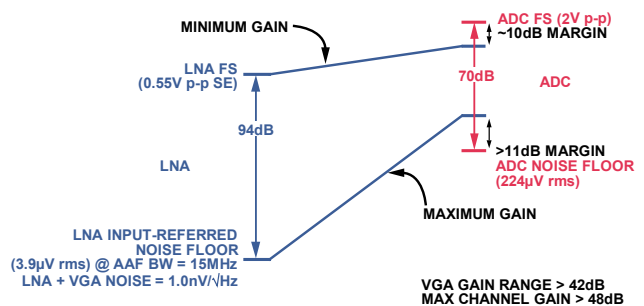 MINIMUM GAIN
ADC FS (2V p-p)
~10dB MARGIN
LNA FS
(0.55V p-p SE)
70dB
ADC
94dB
LNA
>11dB MARGIN
ADC NOISE FLOOR
(224µV rms)
MAXIMUM GAIN
LNA INPUT-REFERRED
NOISE FLOOR
(3.9µV rms) @ AAF BW = 15MHz
LNA + VGA NOISE = 1.0nV/√Hz
VGA GAIN RANGE > 42dB
MAX CHANNEL GAIN > 48dB